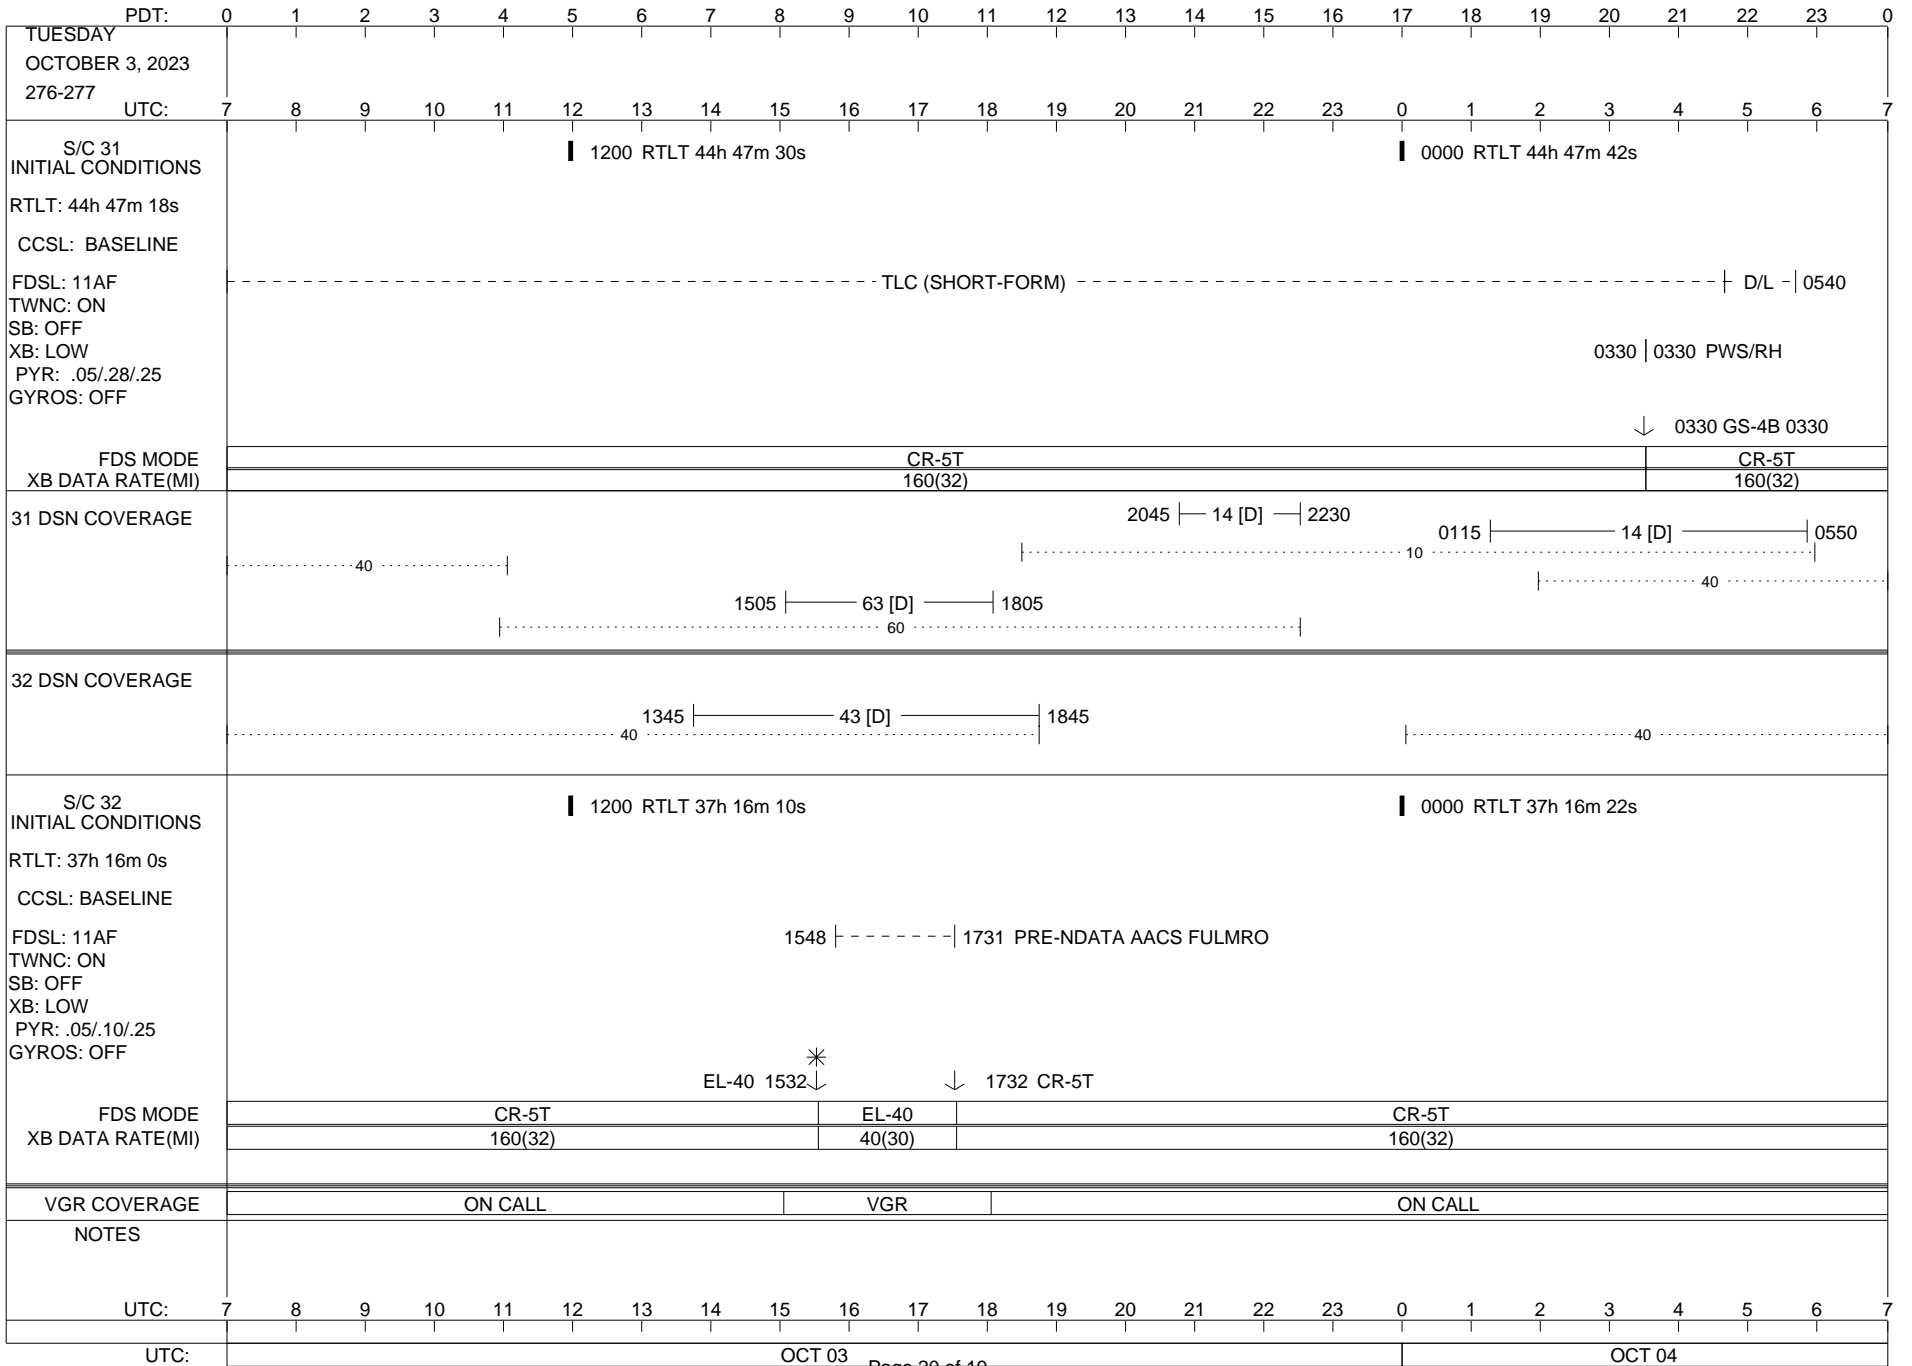 PDT: 0 1 2 3 4 5 6 7 8 9 10 11 12 13 14 15 16 17 18 19 20 21 22 23 0
TUESDAY
OCTOBER 3, 2023
276-277
UTC: 7 8 9 10 11 12 13 14 15 16 17 18 19 20 21 22 23 0 1 2 3 4 5 6 7
S/C 31
INITIAL CONDITIONS
1200 RTLT 44h 47m 30s
0000 RTLT 44h 47m 42s
RTLT: 44h 47m 18s
CCSL: BASELINE
FDSL: 11AF
TLC (SHORT-FORM)
D/L
0540
TWNC: ON
SB: OFF
XB: LOW
0330
0330 PWS/RH
PYR: .05/.28/.25
GYROS: OFF
0330 GS-4B 0330
FDS MODE
CR-5T
CR-5T
XB DATA RATE(MI)
160(32)
160(32)
31 DSN COVERAGE
2045
14 [D]
2230
0115
14 [D]
0550
10
40
40
1505
63 [D]
1805
60
32 DSN COVERAGE
1345
43 [D]
1845
40
40
S/C 32
INITIAL CONDITIONS
1200 RTLT 37h 16m 10s
0000 RTLT 37h 16m 22s
RTLT: 37h 16m 0s
CCSL: BASELINE
FDSL: 11AF
1548
1731 PRE-NDATA AACS FULMRO
TWNC: ON
SB: OFF
XB: LOW
PYR: .05/.10/.25
GYROS: OFF
EL-40 1532
1732 CR-5T
FDS MODE
CR-5T
EL-40
CR-5T
XB DATA RATE(MI)
160(32)
40(30)
160(32)
VGR COVERAGE
ON CALL
VGR
ON CALL
NOTES
UTC: 7 8 9 10 11 12 13 14 15 16 17 18 19 20 21 22 23 0 1 2 3 4 5 6 7
UTC:
OCT 03
OCT 04
Page 20 of 19